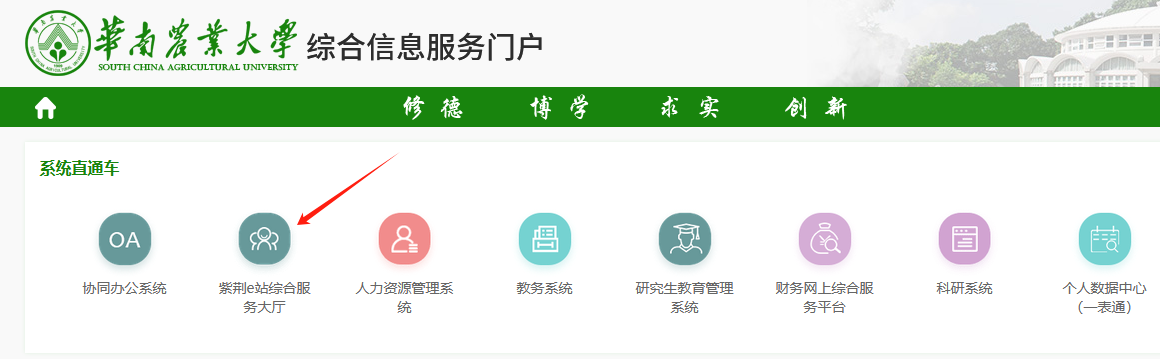 華南農業大學
SOUTH CHINA AGRICULTURAL UNIVERSITY
综合信息服务门户
修德 博学 求实 创新
系统直通车
OA
协同办公系统
紫荆e站综合服
务大厅
人力资源管理系
统
教务系统
研究生教育管理
系统
财务网上综合服
务平台
科研系统
个人数据中心
（一表通）